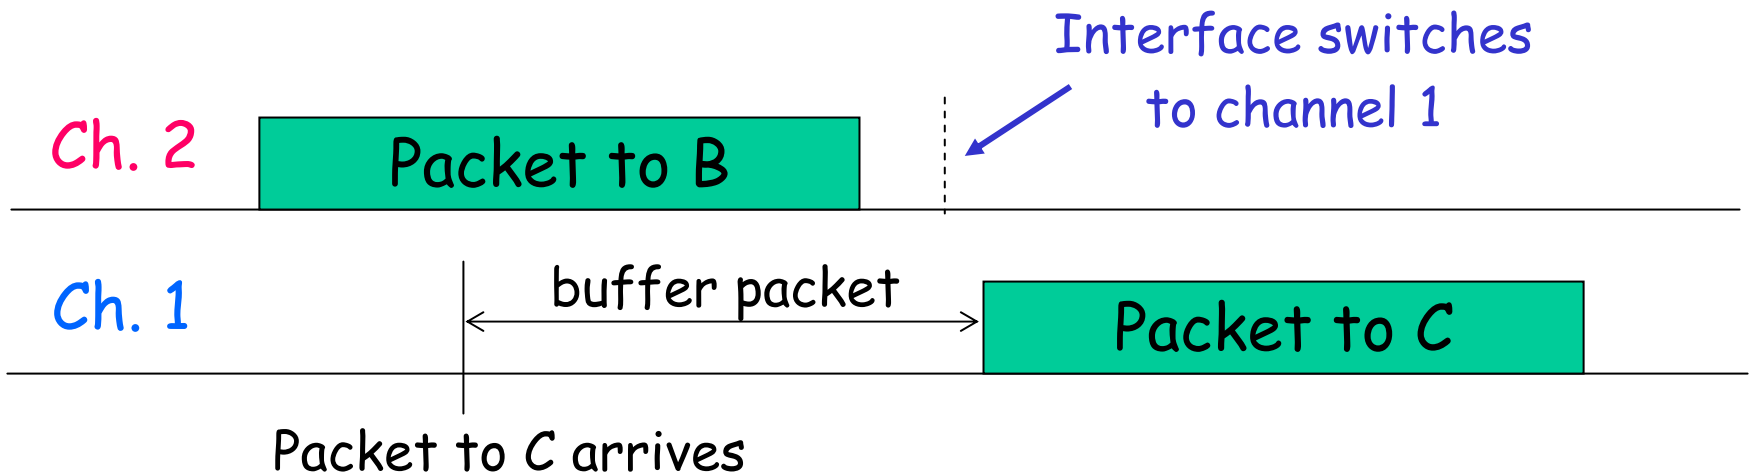 Interface switches
to channel 1
Ch. 2
Packet to B
Ch. 1
buffer packet
Packet to C
Packet to C arrives